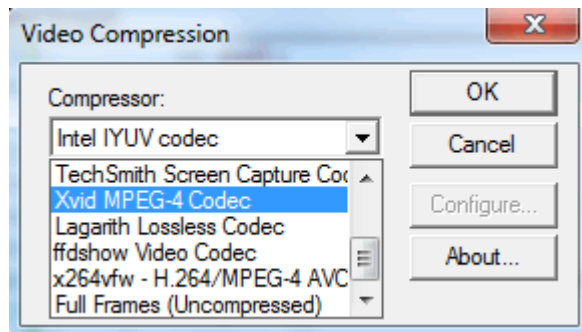 Video Compression
Compressor:
Intel IYUV codec
TechSmith Screen Capture Coc
Xvid MPEG-4 Codec
Lagarith Lossless Codec
ffdshow Video Codec
x264vfw - H.264/MPEG-4 AVC
Full Frames (Uncompressed)
OK
Cancel
Configure...
About...